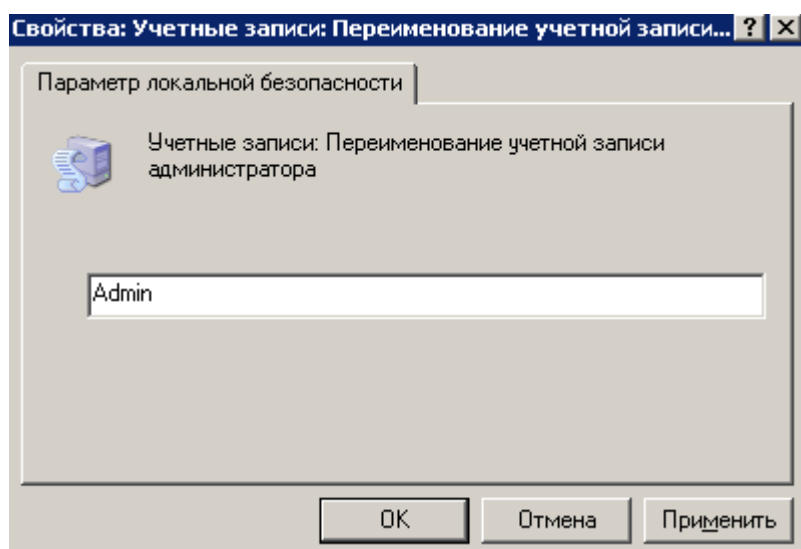 Свойства: Учетные записи: Переименование учетной записи... ? X
Параметр локальной безопасности
Учетные записи: Переименование учетной записи
администратора
Admin
OK Отмена Применить